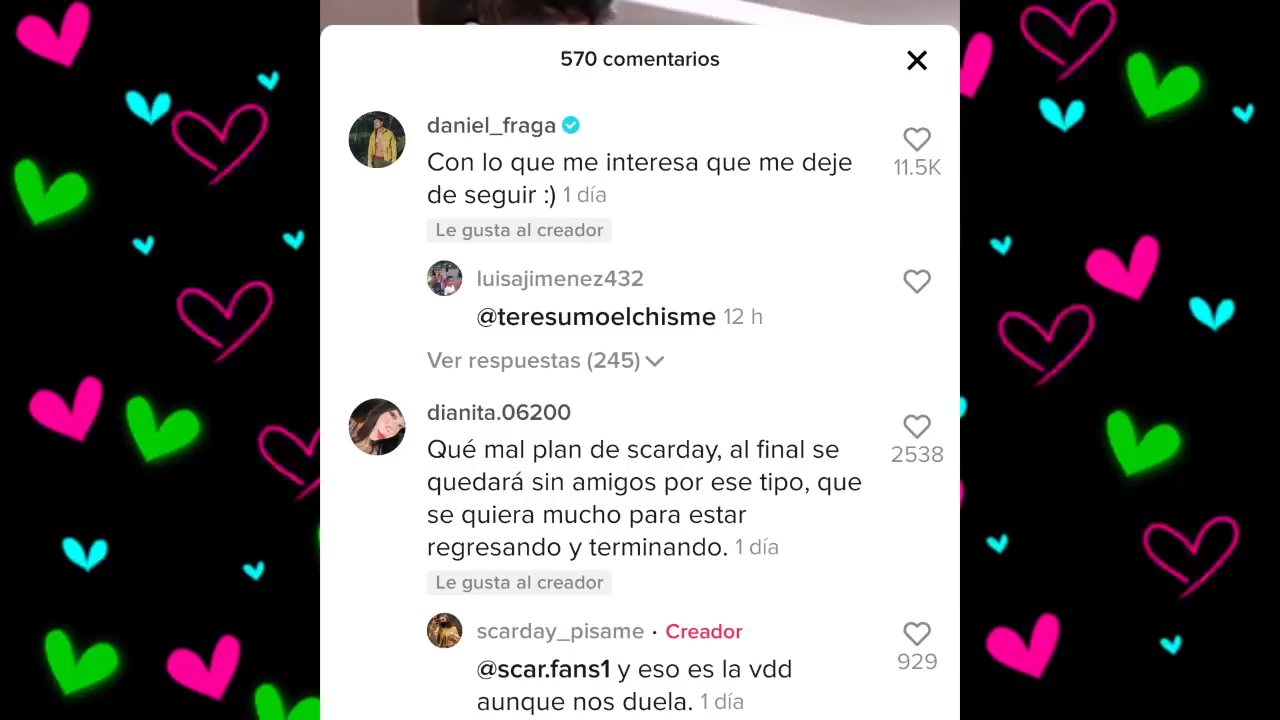 570 comentarios
daniel_fraga
Con lo que me interesa que me deje
de seguir :) 1 día
11.5K
Le gusta al creador
luisajimenez432
@teresumoelchisme 12 h
Ver respuestas (245)
dianita.06200
Qué mal plan de scarday, al final se
quedará sin amigos por ese tipo, que
se quiera mucho para estar
regresando y terminando. 1 día
2538
Le gusta al creador
scarday_pisame · Creador
@scar.fans1 y eso es la vdd
aunque nos duela. 1 día
929